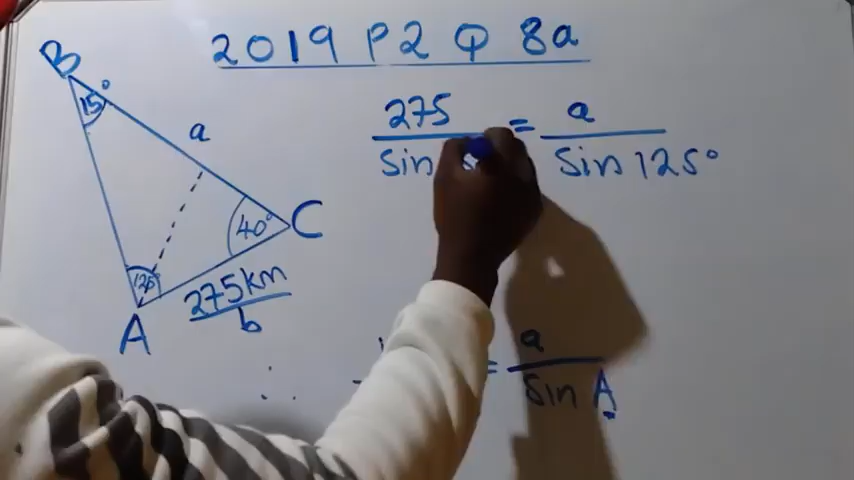 2019 P2 Q 8a
B
15°
a
275 = a
Sin Sin 125°
40°
C
125°
275km
b
A
∴ = a
Sin A